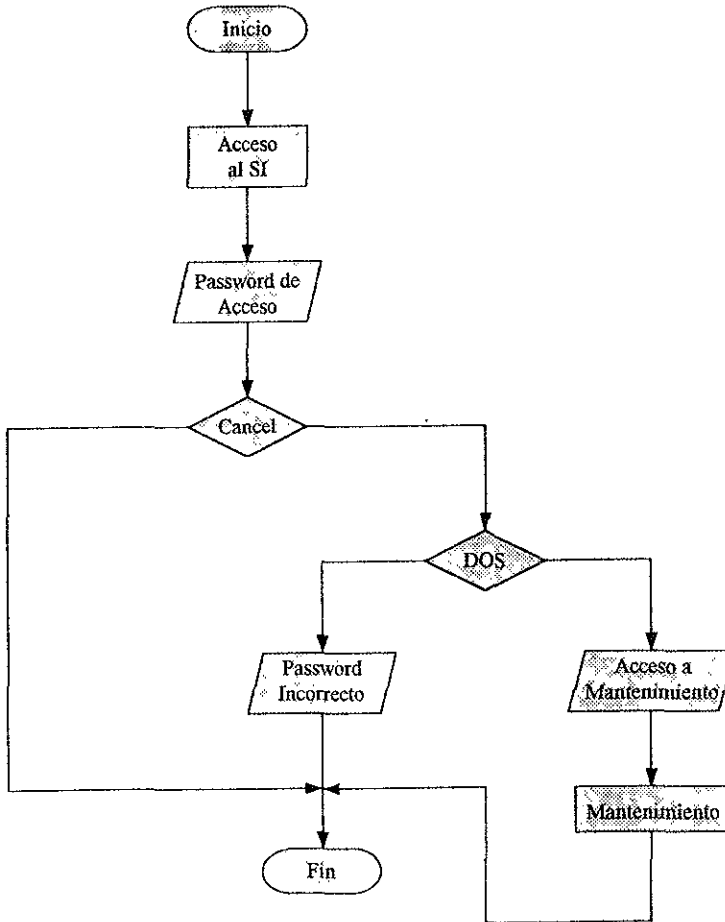 Inicio
Acceso
al SI
Password de
Acceso
Cancel
DOS
Password
Incorrecto
Acceso a
Mantenimiento
Mantenimiento
Fin